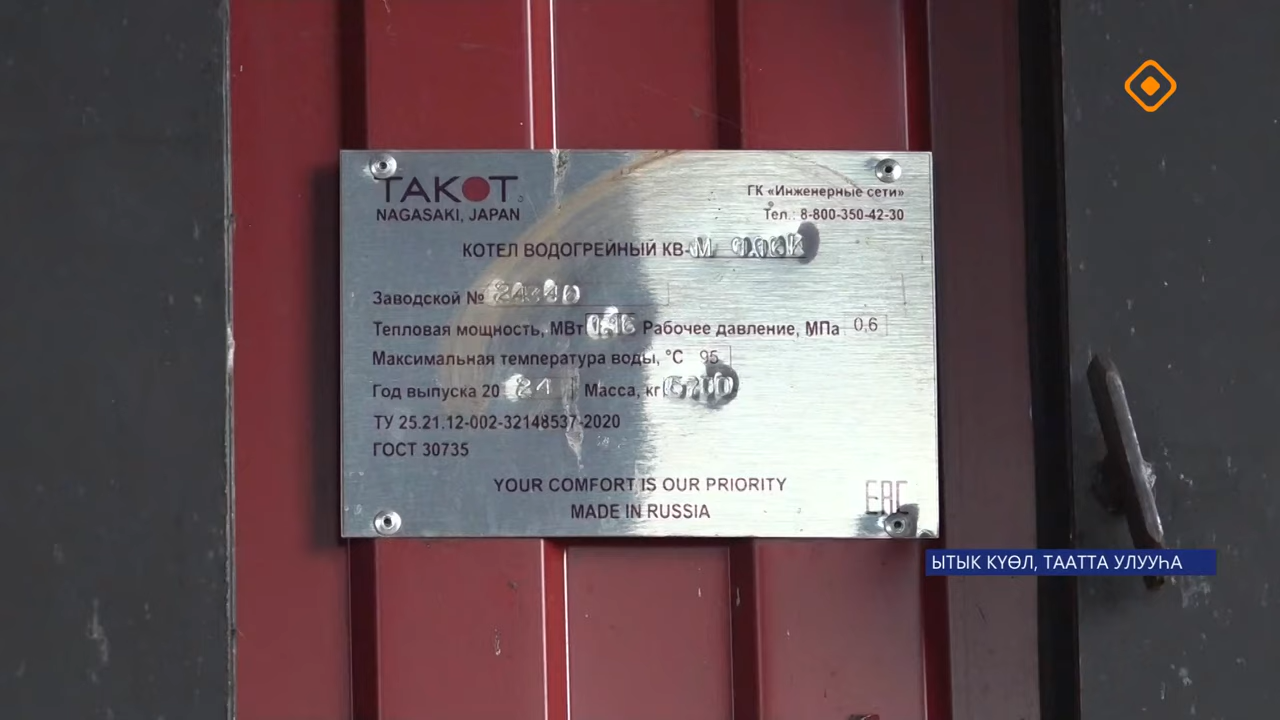 TAKOT
NAGASAKI, JAPAN
ГК «Инженерные сети»
Тел.: 8-800-350-42-30
КОТЕЛ ВОДОГРЕЙНЫЙ КВ-М
Заводской №
Тепловая мощность, МВт Рабочее давление, МПа 0,6
Максимальная температура воды, °С 95
Год выпуска 20 24 Масса, кг
ТУ 25.21.12-002-32148537-2020
ГОСТ 30735
YOUR COMFORT IS OUR PRIORITY
MADE IN RUSSIA
EAC
ЫТЫК КҮӨЛ, ТААТТА УЛУУҺА